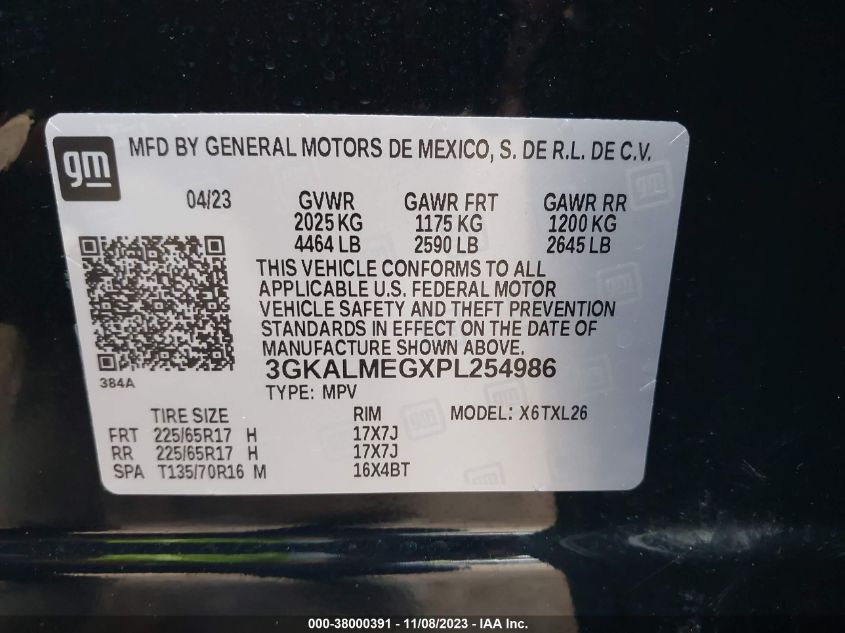 gm
MFD BY GENERAL MOTORS DE MEXICO, S. DE R.L. DE C.V.
04/23 GVWR GAWR FRT GAWR RR
2025 KG 1175 KG 1200 KG
4464 LB 2590 LB 2645 LB
THIS VEHICLE CONFORMS TO ALL
APPLICABLE U.S. FEDERAL MOTOR
VEHICLE SAFETY AND THEFT PREVENTION
STANDARDS IN EFFECT ON THE DATE OF
MANUFACTURE SHOWN ABOVE.
384A
3GKALMEGXPL254986
TYPE: MPV
TIRE SIZE RIM MODEL: X6TXL26
FRT 225/65R17 H 17X7J
RR 225/65R17 H 17X7J
SPA T135/70R16 M 16X4BT
000-38000391 - 11/08/2023 - IAA Inc.